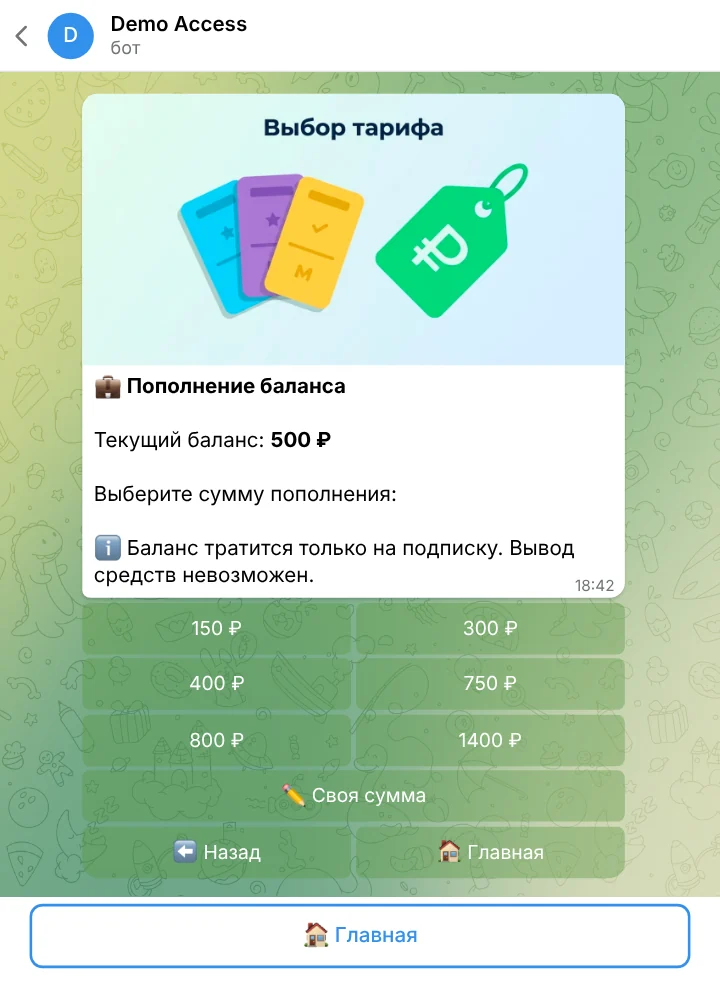 D
Demo Access
бот
Выбор тарифа
M
₽
💼 Пополнение баланса
Текущий баланс: 500 ₽
Выберите сумму пополнения:
ℹ️ Баланс тратится только на подписку. Вывод
средств невозможен.
18:42
150 ₽
300 ₽
400 ₽
750 ₽
800 ₽
1400 ₽
✏️ Своя сумма
⬅️ Назад
🏠 Главная
🏠 Главная